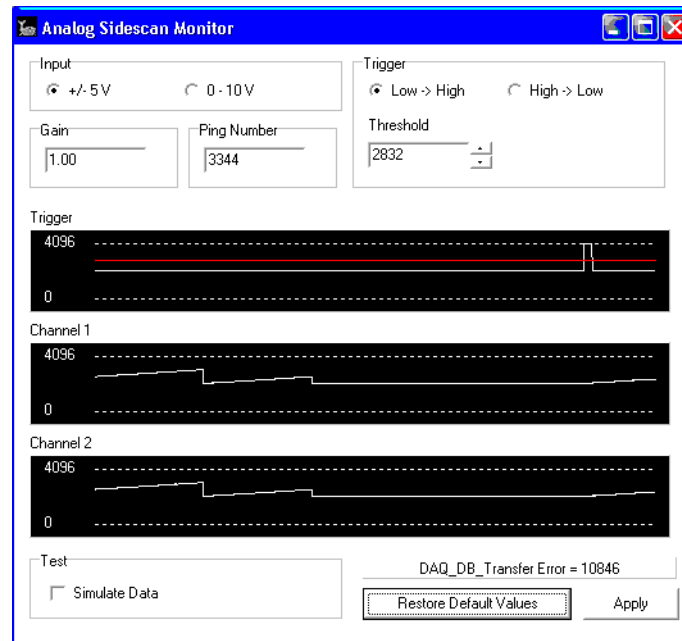 Analog Sidescan Monitor
Input
+/- 5 V
0 - 10 V
Trigger
Low -> High
High -> Low
Threshold
2832
Gain
1.00
Ping Number
3344
Trigger
4096
0
Channel 1
4096
0
Channel 2
4096
0
Test
Simulate Data
DAQ_DB_Transfer Error = 10846
Restore Default Values
Apply